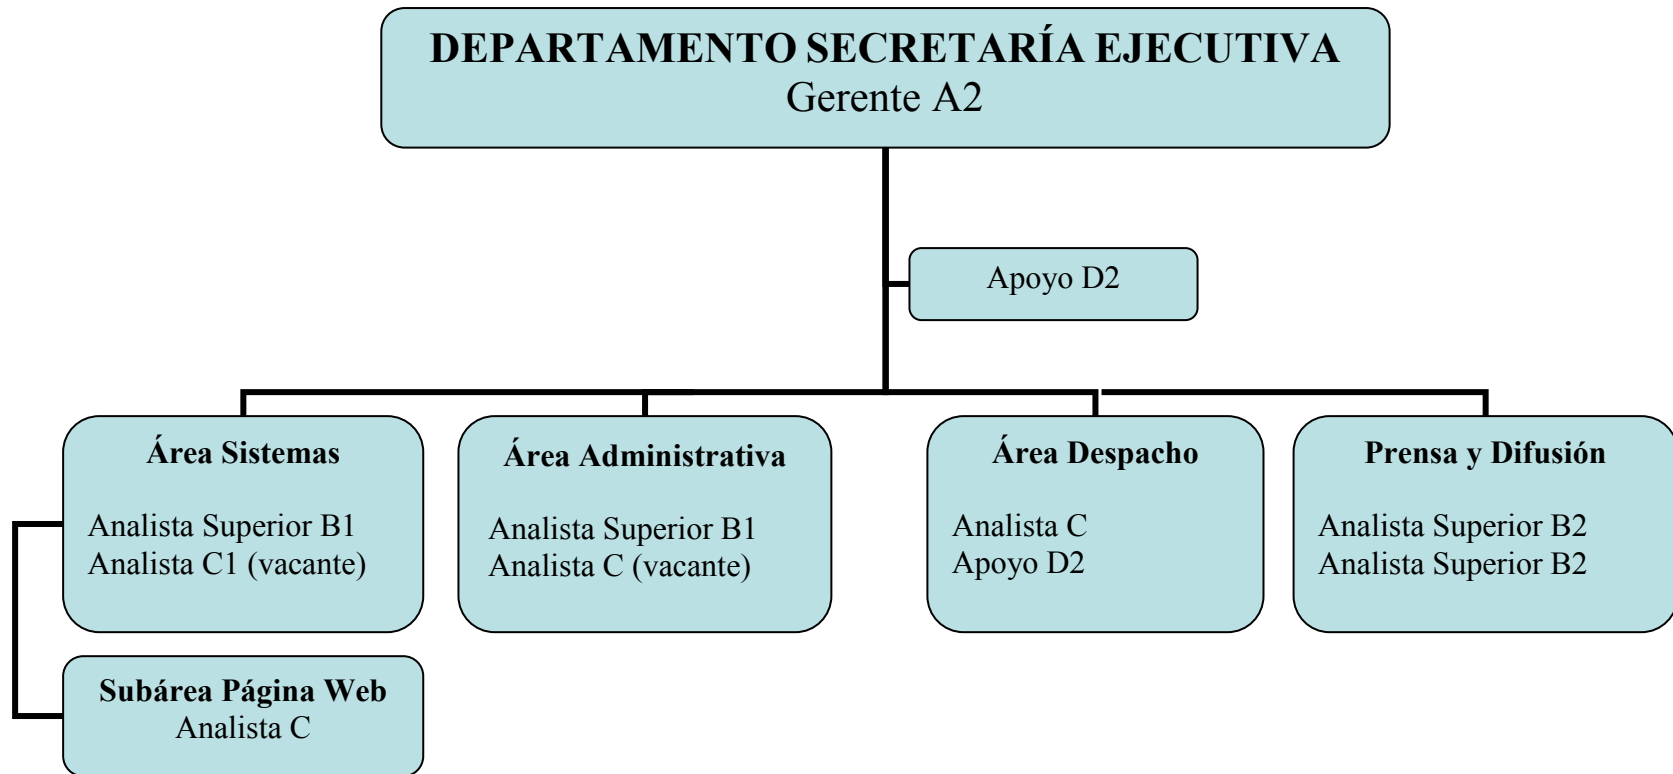 DEPARTAMENTO SECRETARÍA EJECUTIVA
Gerente A2
Apoyo D2
Área Sistemas
Analista Superior B1
Analista C1 (vacante)
Área Administrativa
Analista Superior B1
Analista C (vacante)
Área Despacho
Analista C
Apoyo D2
Prensa y Difusión
Analista Superior B2
Analista Superior B2
Subárea Página Web
Analista C